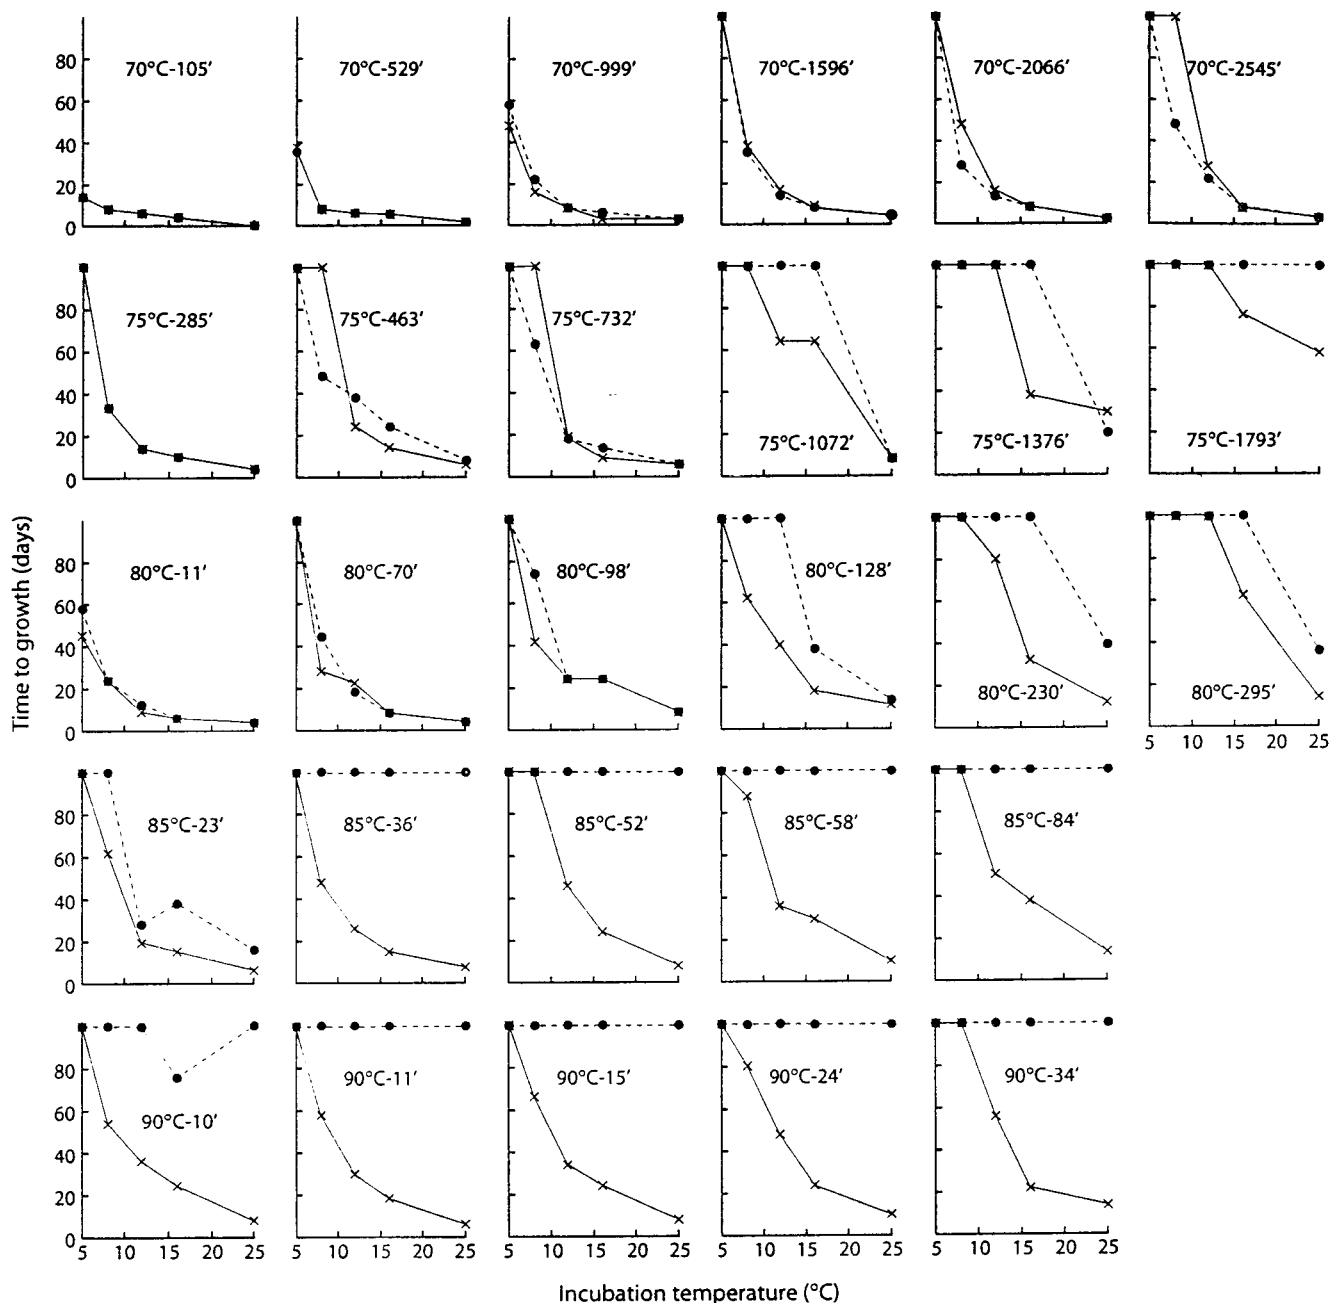 80
60
40
20
0
70°C-105′
70°C-529′
70°C-999′
70°C-1596′
70°C-2066′
70°C-2545′
80
60
40
20
0
75°C-285′
75°C-463′
75°C-732′
75°C-1072′
75°C-1376′
75°C-1793′
Time to growth (days)
80
60
40
20
0
80°C-11′
80°C-70′
80°C-98′
80°C-128′
80°C-230′
80°C-295′
5 10 15 20 25
80
60
40
20
0
85°C-23′
85°C-36′
85°C-52′
85°C-58′
85°C-84′
80
60
40
20
0
90°C-10′
90°C-11′
90°C-15′
90°C-24′
90°C-34′
5 10 15 20 25
5 10 15 20 25
5 10 15 20 25
5 10 15 20 25
5 10 15 20 25
Incubation temperature (°C)